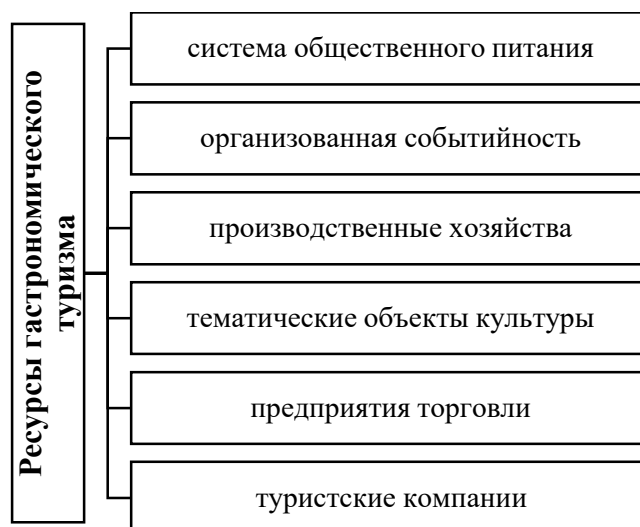 Ресурсы гастрономического
туризма
система общественного питания
организованная событийность
производственные хозяйства
тематические объекты культуры
предприятия торговли
туристские компании